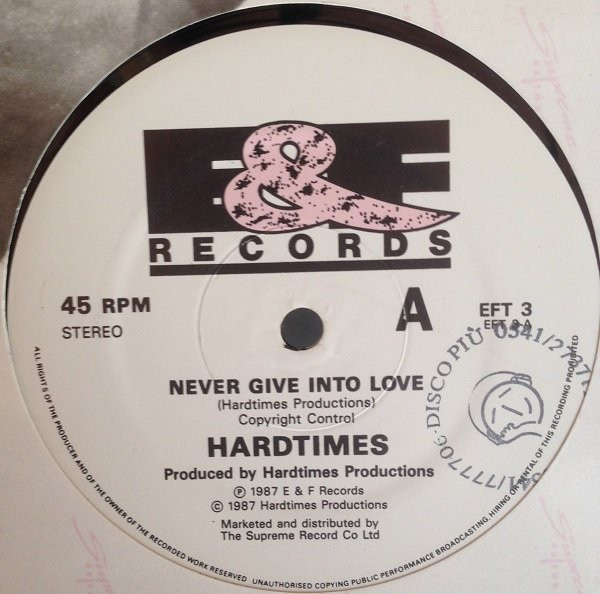 E&F
RECORDS
45 RPM
STEREO
A
EFT 3
EFT 3-A
NEVER GIVE INTO LOVE
(Hardtimes Productions)
Copyright Control
HARDTIMES
Produced by Hardtimes Productions
Ⓟ 1987 E & F Records
© 1987 Hardtimes Productions
Marketed and distributed by
The Supreme Record Co Ltd
ALL RIGHTS OF THE PRODUCER AND OF THE OWNER OF THE RECORDED WORK RESERVED UNAUTHORISED COPYING PUBLIC PERFORMANCE BROADCASTING, HIRING OR RENTAL OF THIS RECORDING PROHIBITED
DISCO PIÙ